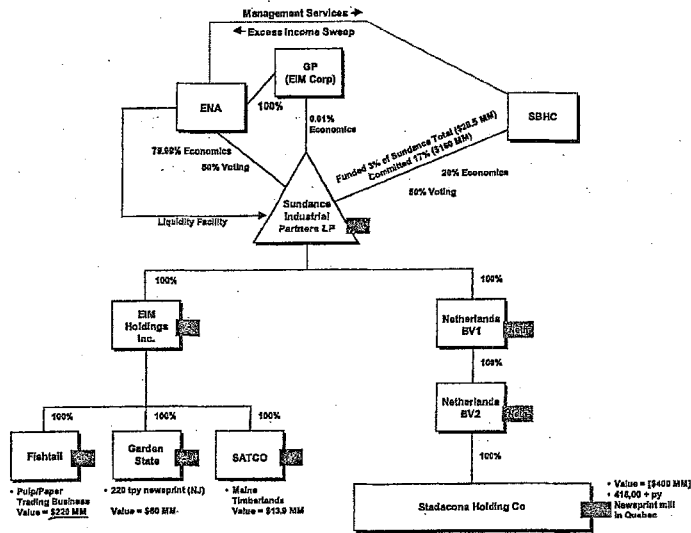 Management Services →
← Excess Income Sweep
GP
(EIM Corp)
ENA
100%
SBHC
0.01%
Economics
79.99% Economics
50% Voting
Funded 3% of Sundance Total ($28.5 MM)
Committed 17% ($160 MM)
20% Economics
50% Voting
Sundance
Industrial
Partners LP
Liquidity Facility
100%
100%
EIM
Holdings
Inc.
Netherlands
BV1
100%
Netherlands
BV2
100%
100%
100%
100%
Fishtail
Garden
State
SATCO
• Pulp/Paper
Trading Business
Value = $220 MM
• 220 tpy newsprint (NJ)
Value = $60 MM
• Maine
Timberlands
Value = $13.9 MM
Stadacona Holding Co
• Value = [$400 MM]
• 418,00 + py
Newsprint mill
in Quebec